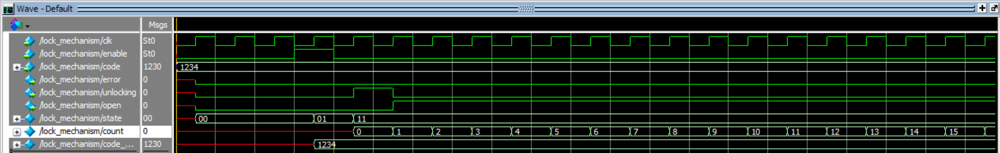 Wave - Default
Msgs
/lock_mechanism/clk St0
/lock_mechanism/enable St0
/lock_mechanism/code 1230 1234
/lock_mechanism/error 0
/lock_mechanism/unlocking 0
/lock_mechanism/open 0
/lock_mechanism/state 00 00 01 11
/lock_mechanism/count 0 0 1 2 3 4 5 6 7 8 9 10 11 12 13 14 15
/lock_mechanism/code_... 1230 1234